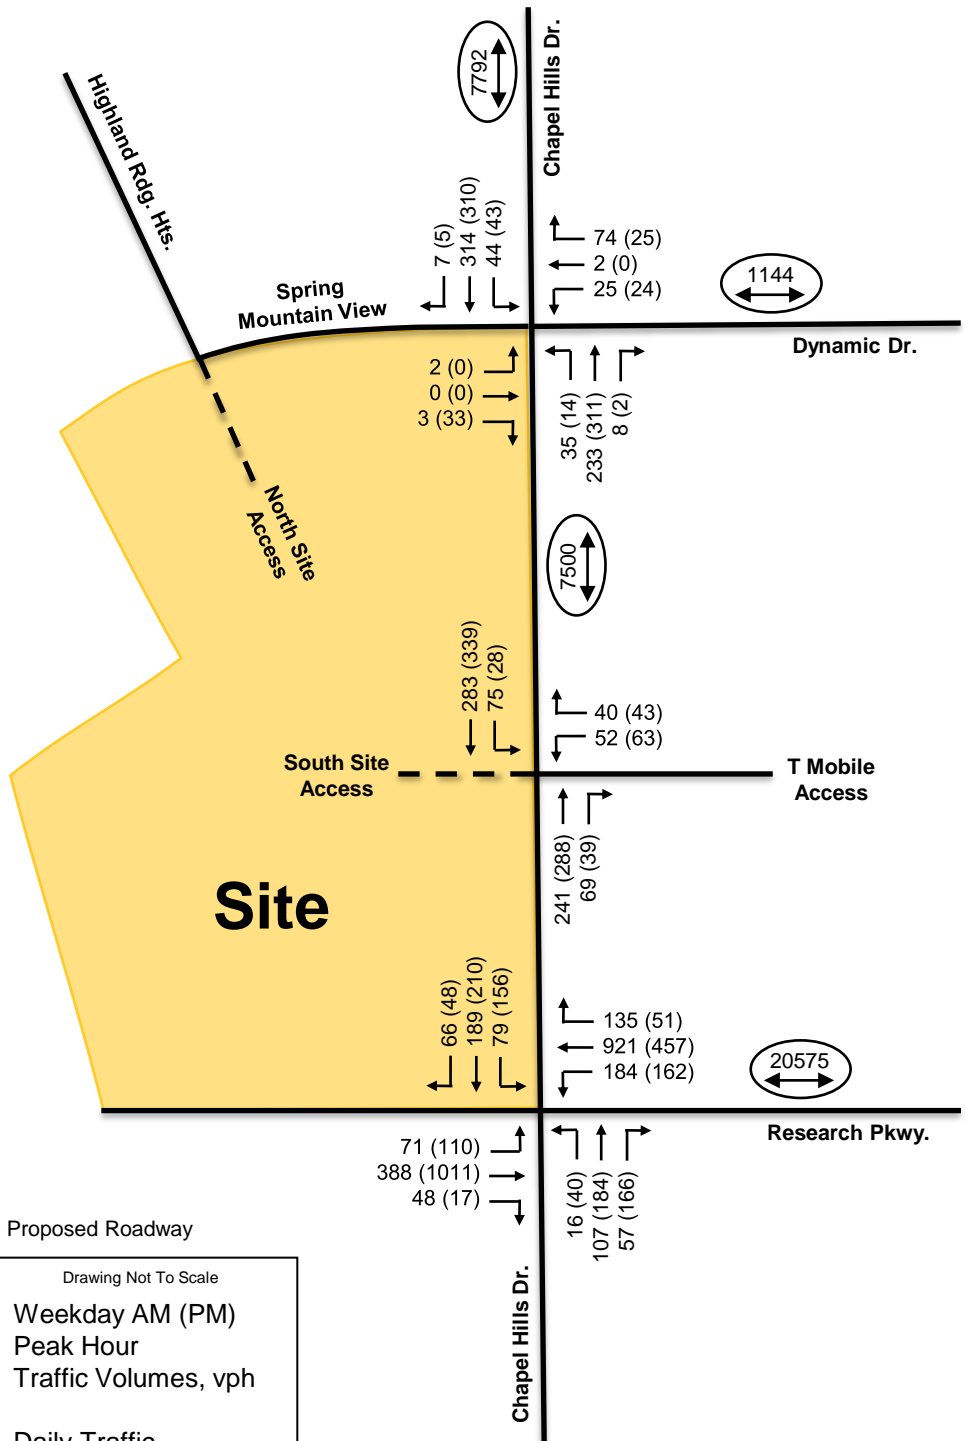 Chapel Hills Dr.
7792
Highland Rdg. Hts.
7 (5)
314 (310)
44 (43)
74 (25)
2 (0)
25 (24)
1144
Spring
Mountain View
Dynamic Dr.
2 (0)
0 (0)
3 (33)
35 (14)
233 (311)
8 (2)
North Site
Access
7500
283 (339)
75 (28)
40 (43)
52 (63)
South Site
Access
T Mobile
Access
241 (288)
69 (39)
Site
66 (48)
189 (210)
79 (156)
135 (51)
921 (457)
184 (162)
20575
Research Pkwy.
71 (110)
388 (1011)
48 (17)
16 (40)
107 (184)
57 (166)
Chapel Hills Dr.
Proposed Roadway
Drawing Not To Scale
Weekday AM (PM)
Peak Hour
Traffic Volumes, vph
Daily Traffic